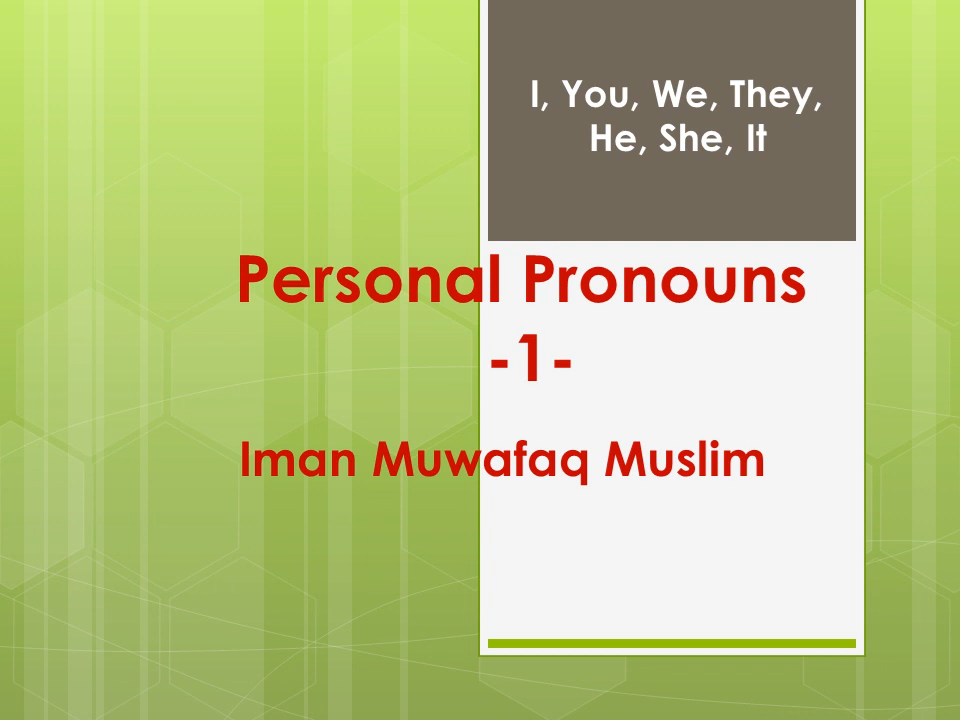 I, You, We, They,
He, She, It
Personal Pronouns
-1-
Iman Muwafaq Muslim